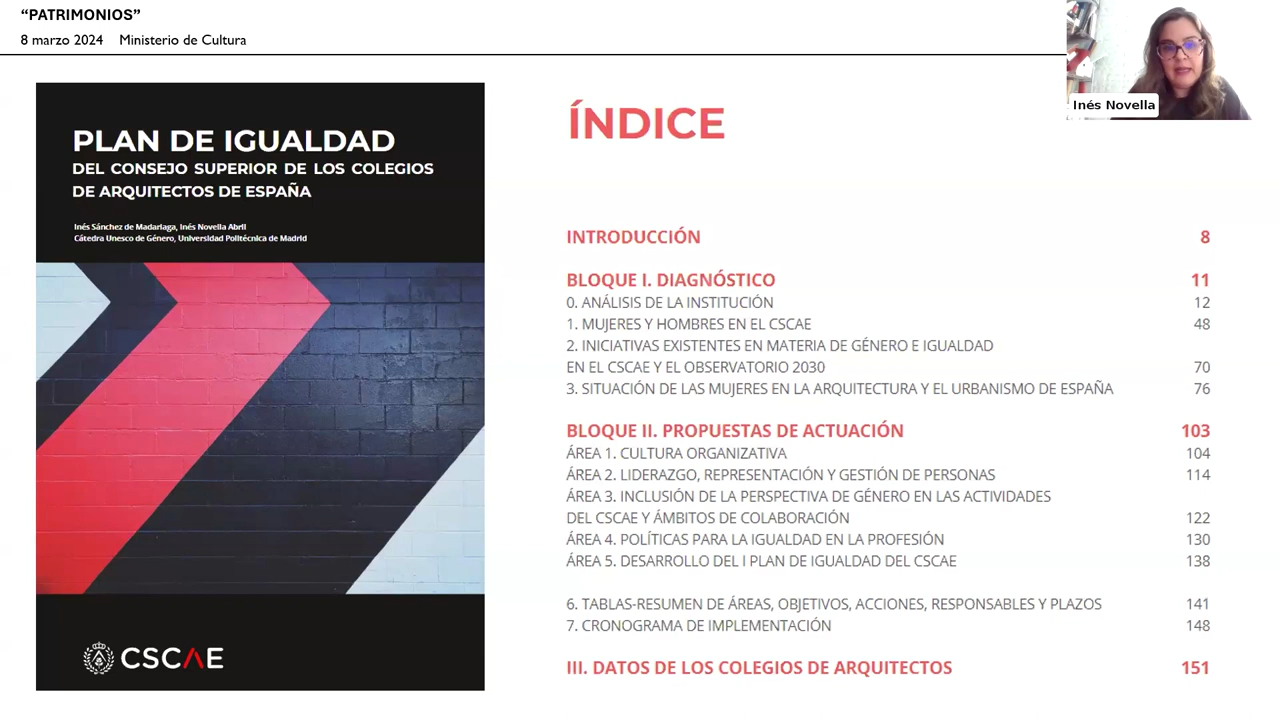 “PATRIMONIOS”
8 marzo 2024 Ministerio de Cultura
Inés Novella
PLAN DE IGUALDAD
DEL CONSEJO SUPERIOR DE LOS COLEGIOS
DE ARQUITECTOS DE ESPAÑA
Inés Sánchez de Madariaga, Inés Novella Abril
Cátedra Unesco de Género, Universidad Politécnica de Madrid
CSCAE
ÍNDICE
INTRODUCCIÓN 8
BLOQUE I. DIAGNÓSTICO 11
0. ANÁLISIS DE LA INSTITUCIÓN 12
1. MUJERES Y HOMBRES EN EL CSCAE 48
2. INICIATIVAS EXISTENTES EN MATERIA DE GÉNERO E IGUALDAD
EN EL CSCAE Y EL OBSERVATORIO 2030 70
3. SITUACIÓN DE LAS MUJERES EN LA ARQUITECTURA Y EL URBANISMO DE ESPAÑA 76
BLOQUE II. PROPUESTAS DE ACTUACIÓN 103
ÁREA 1. CULTURA ORGANIZATIVA 104
ÁREA 2. LIDERAZGO, REPRESENTACIÓN Y GESTIÓN DE PERSONAS 114
ÁREA 3. INCLUSIÓN DE LA PERSPECTIVA DE GÉNERO EN LAS ACTIVIDADES
DEL CSCAE Y ÁMBITOS DE COLABORACIÓN 122
ÁREA 4. POLÍTICAS PARA LA IGUALDAD EN LA PROFESIÓN 130
ÁREA 5. DESARROLLO DEL I PLAN DE IGUALDAD DEL CSCAE 138
6. TABLAS-RESUMEN DE ÁREAS, OBJETIVOS, ACCIONES, RESPONSABLES Y PLAZOS 141
7. CRONOGRAMA DE IMPLEMENTACIÓN 148
III. DATOS DE LOS COLEGIOS DE ARQUITECTOS 151